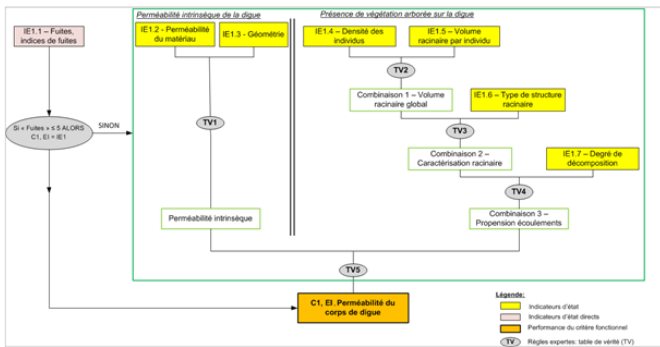 Perméabilité intrinsèque de la digue
Présence de végétation arborée sur la digue
IE1.1 – Fuites,
indices de fuites
IE1.2 - Perméabilité
du matériau
IE1.3 - Géométrie
IE1.4 – Densité des
individus
IE1.5 – Volume
racinaire par individu
TV2
Combinaison 1 – Volume
racinaire global
IE1.6 – Type de structure
racinaire
Si « Fuites » ≤ 5 ALORS
C1, EI = IE1
SINON
TV1
TV3
Combinaison 2 –
Caractérisation racinaire
IE1.7 – Degré de
décomposition
TV4
Perméabilité intrinsèque
Combinaison 3 –
Propension écoulements
TV5
C1, EI. Perméabilité du
corps de digue
Légende:
Indicateurs d'état
Indicateurs d'état directs
Performance du critère fonctionnel
TV
Règles expertes: table de vérité (TV)